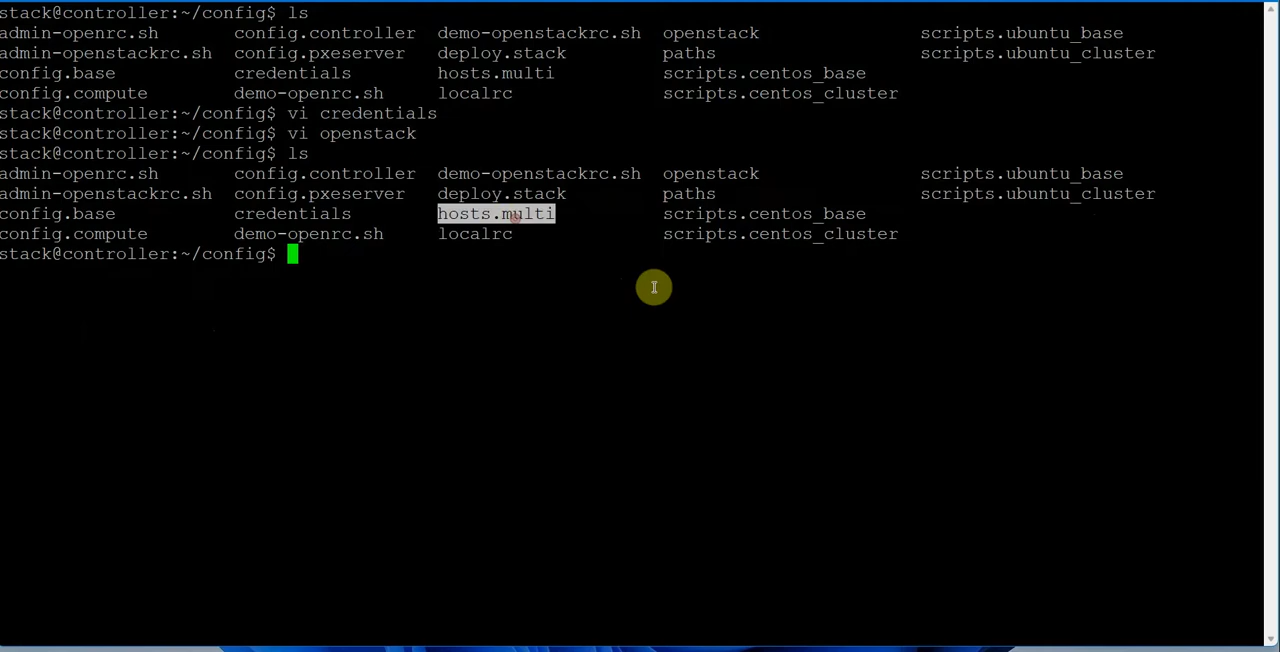 stack@controller:~/config$ ls
admin-openrc.sh config.controller demo-openstackrc.sh openstack scripts.ubuntu_base
admin-openstackrc.sh config.pxeserver deploy.stack paths scripts.ubuntu_cluster
config.base credentials hosts.multi scripts.centos_base
config.compute demo-openrc.sh localrc scripts.centos_cluster
stack@controller:~/config$ vi credentials
stack@controller:~/config$ vi openstack
stack@controller:~/config$ ls
admin-openrc.sh config.controller demo-openstackrc.sh openstack scripts.ubuntu_base
admin-openstackrc.sh config.pxeserver deploy.stack paths scripts.ubuntu_cluster
config.base credentials hosts.multi scripts.centos_base
config.compute demo-openrc.sh localrc scripts.centos_cluster
stack@controller:~/config$